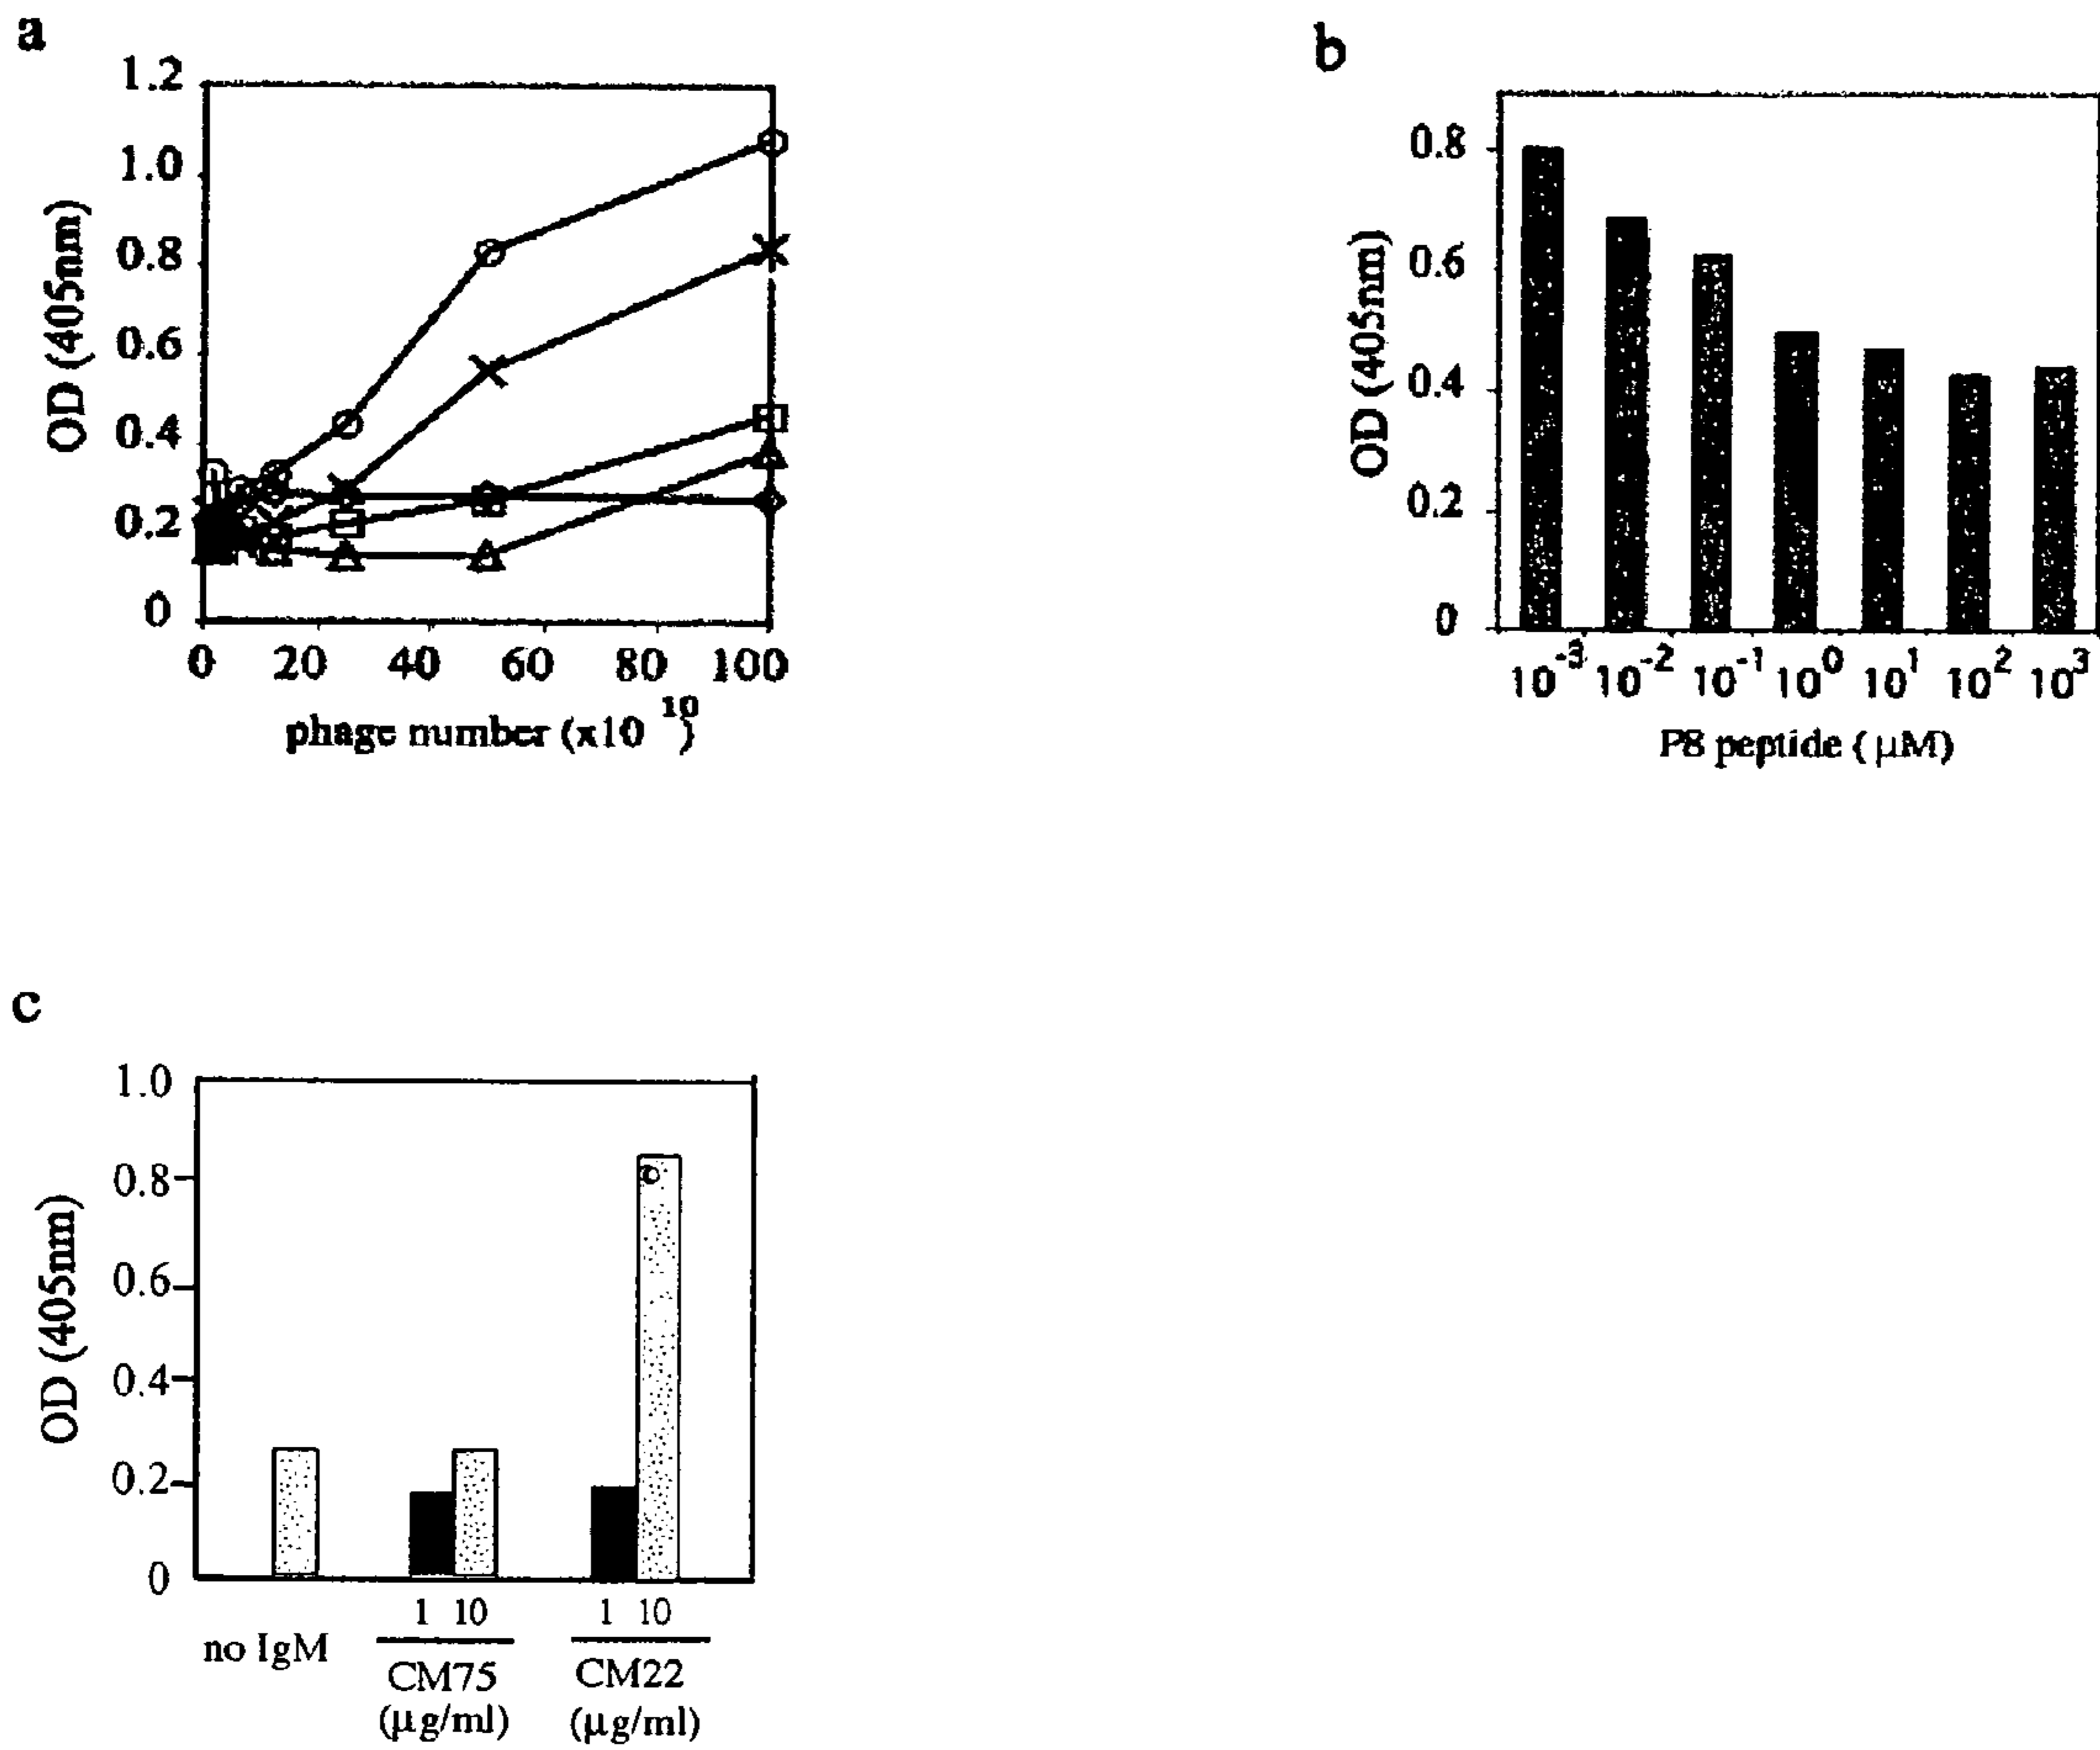 a
1.2
1.0
0.8
0.6
0.4
0.2
0
OD (405nm)
0 20 40 60 80 100
phage number (x10 10)
b
0.8
0.6
0.4
0.2
0
OD (405nm)
10-3 10-2 10-1 100 101 102 103
P8 peptide ( µM)
c
1.0
0.8
0.6
0.4
0.2
0
OD (405nm)
1 10 1 10
no IgM
CM75 CM22
(µg/ml) (µg/ml)